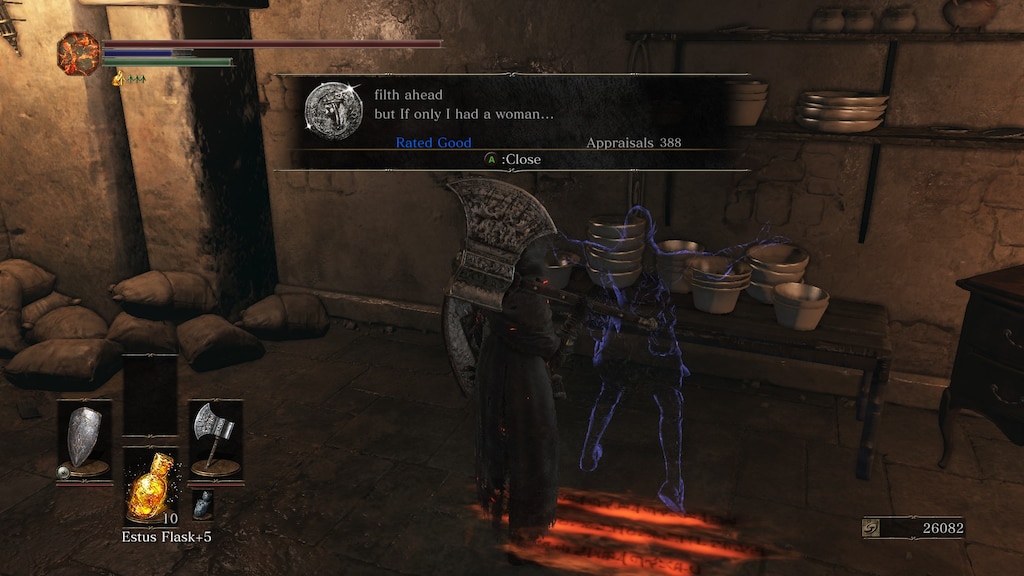 filth ahead
but If only I had a woman...
Rated Good Appraisals 388
A :Close
10
Estus Flask+5
26082